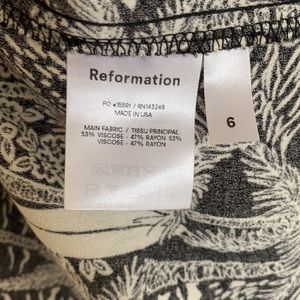 Reformation
PO #15591 / RN143246
MADE IN USA
MAIN FABRIC / TISSU PRINCIPAL
53% VISCOSE - 47% RAYON 53%
VISCOSE - 47% RAYON
6